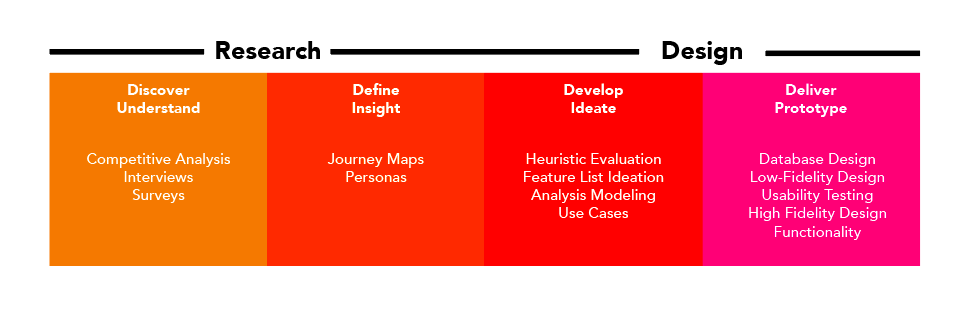 Research
Design
Discover
Understand
Competitive Analysis
Interviews
Surveys
Define
Insight
Journey Maps
Personas
Develop
Ideate
Heuristic Evaluation
Feature List Ideation
Analysis Modeling
Use Cases
Deliver
Prototype
Database Design
Low-Fidelity Design
Usability Testing
High Fidelity Design
Functionality